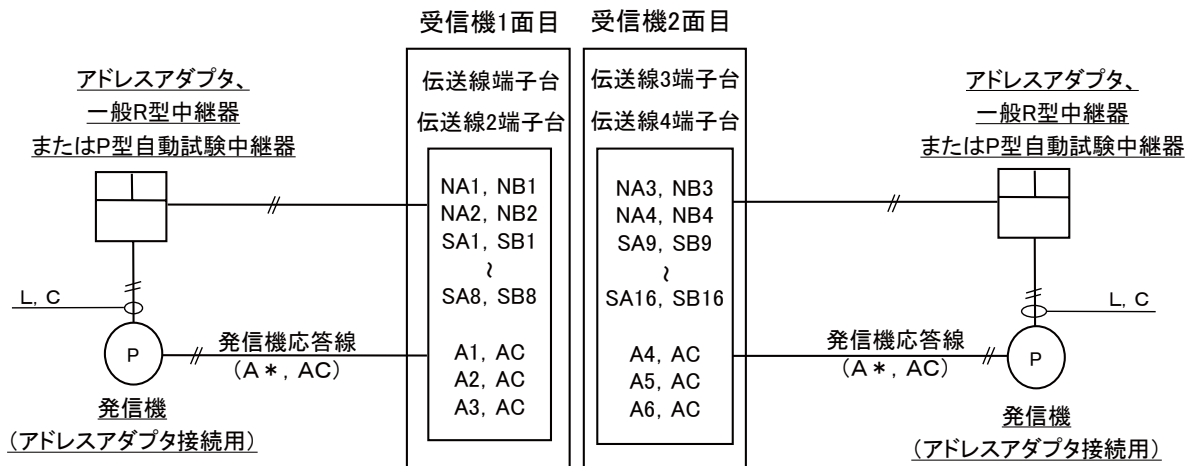 受信機1面目
受信機2面目
アドレスアダプタ、
一般R型中継器
またはP型自動試験中継器
L, C
P
発信機
(アドレスアダプタ接続用)
発信機応答線
(A*, AC)
伝送線端子台
伝送線2端子台
NA1, NB1
NA2, NB2
SA1, SB1
~
SA8, SB8
A1, AC
A2, AC
A3, AC
伝送線3端子台
伝送線4端子台
NA3, NB3
NA4, NB4
SA9, SB9
~
SA16, SB16
A4, AC
A5, AC
A6, AC
発信機応答線
(A*, AC)
アドレスアダプタ、
一般R型中継器
またはP型自動試験中継器
L, C
P
発信機
(アドレスアダプタ接続用)